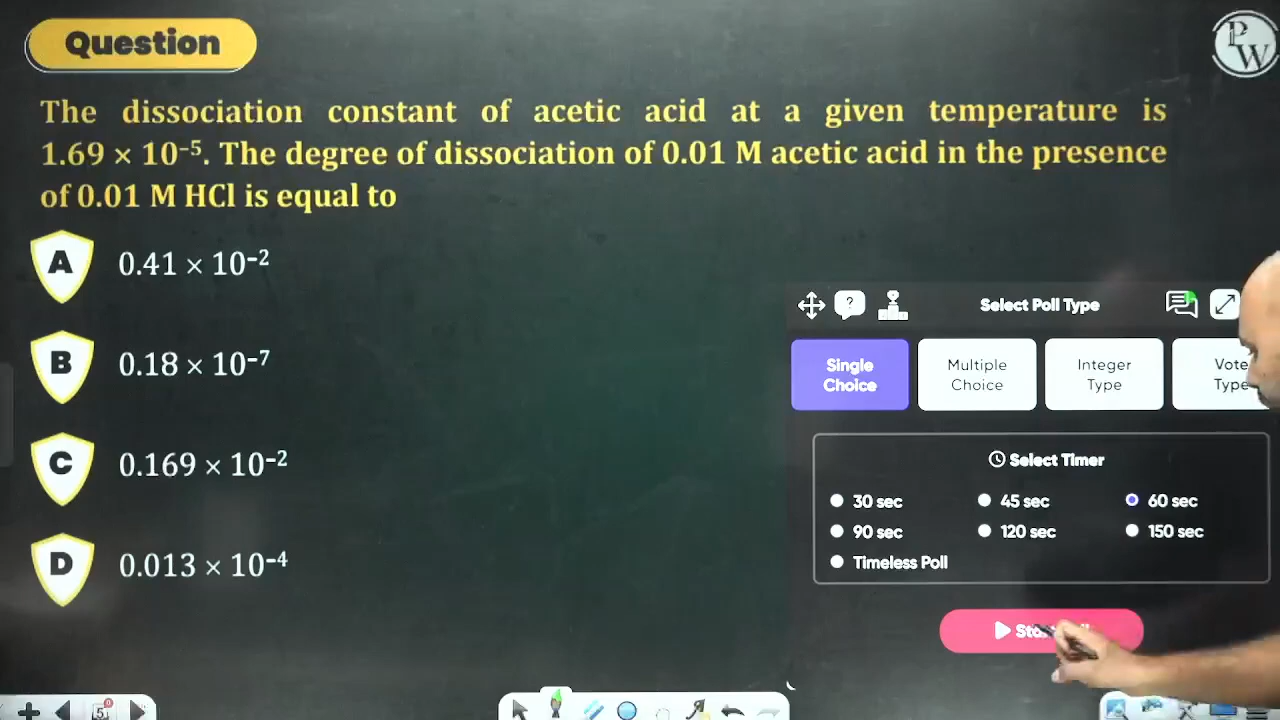 Question
PW
The dissociation constant of acetic acid at a given temperature is
1.69 × 10⁻⁵. The degree of dissociation of 0.01 M acetic acid in the presence
of 0.01 M HCl is equal to
A 0.41 × 10⁻²
B 0.18 × 10⁻⁷
C 0.169 × 10⁻²
D 0.013 × 10⁻⁴
Select Poll Type
Single
Choice
Multiple
Choice
Integer
Type
Vote
Type
Select Timer
30 sec
45 sec
60 sec
90 sec
120 sec
150 sec
Timeless Poll